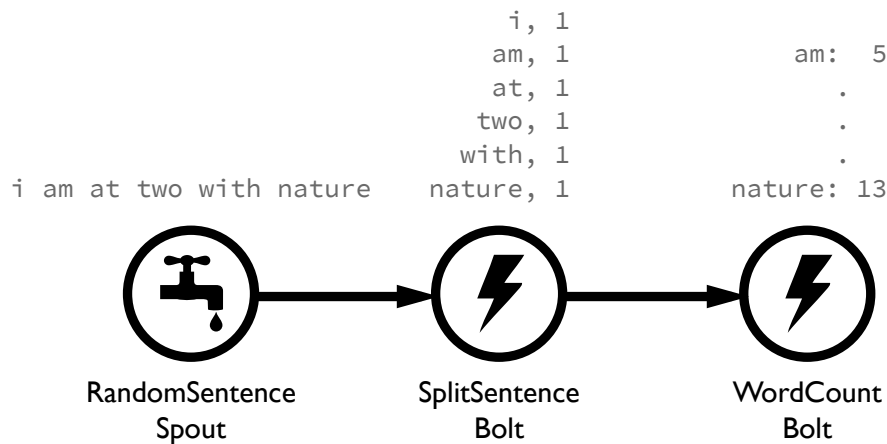 i am at two with nature
i, 1
am, 1
at, 1
two, 1
with, 1
nature, 1
am: 5
.
.
.
nature: 13
RandomSentence
Spout
SplitSentence
Bolt
WordCount
Bolt